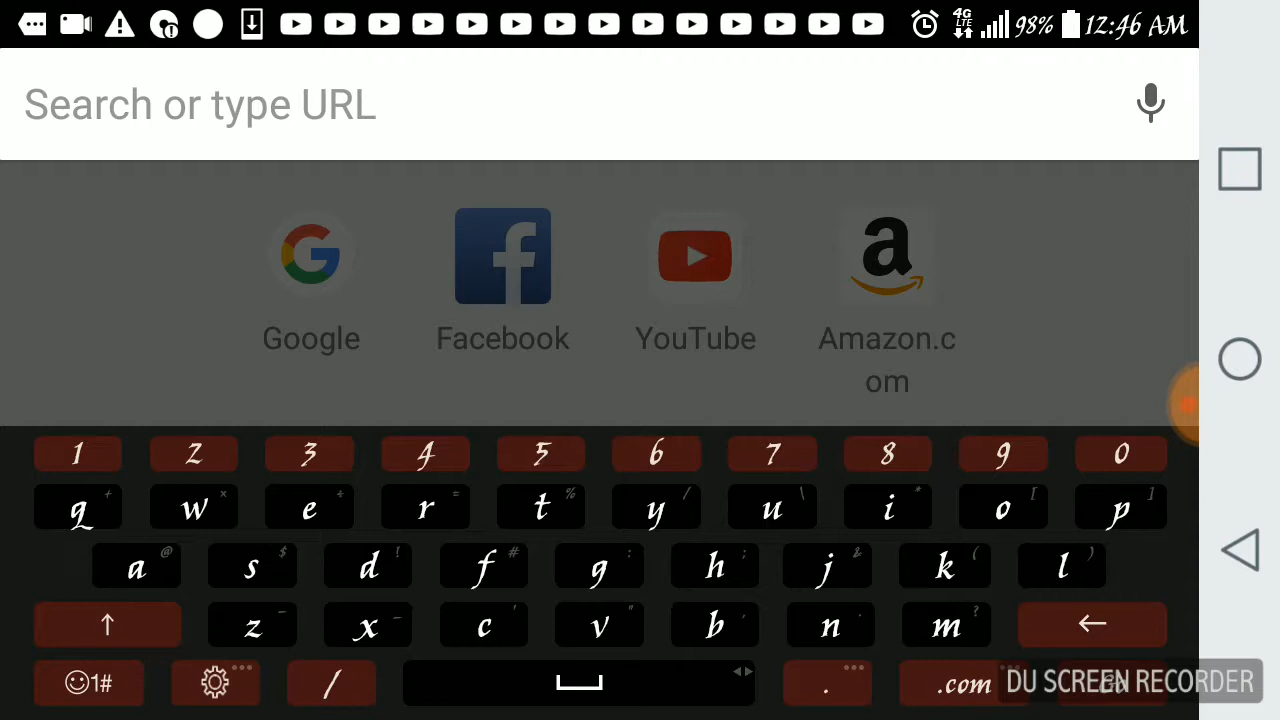 4G LTE 98% 12:46 AM
Search or type URL
Google Facebook YouTube Amazon.c
om
1 2 3 4 5 6 7 8 9 0
q + w × e ÷ r = t % y / u \ i * o [ p ]
a @ s $ d ! f # g : h ; j & k ( l )
↑ z - x - c ' v " b , n . m ? ←
☺1# / . .com
DU SCREEN RECORDER